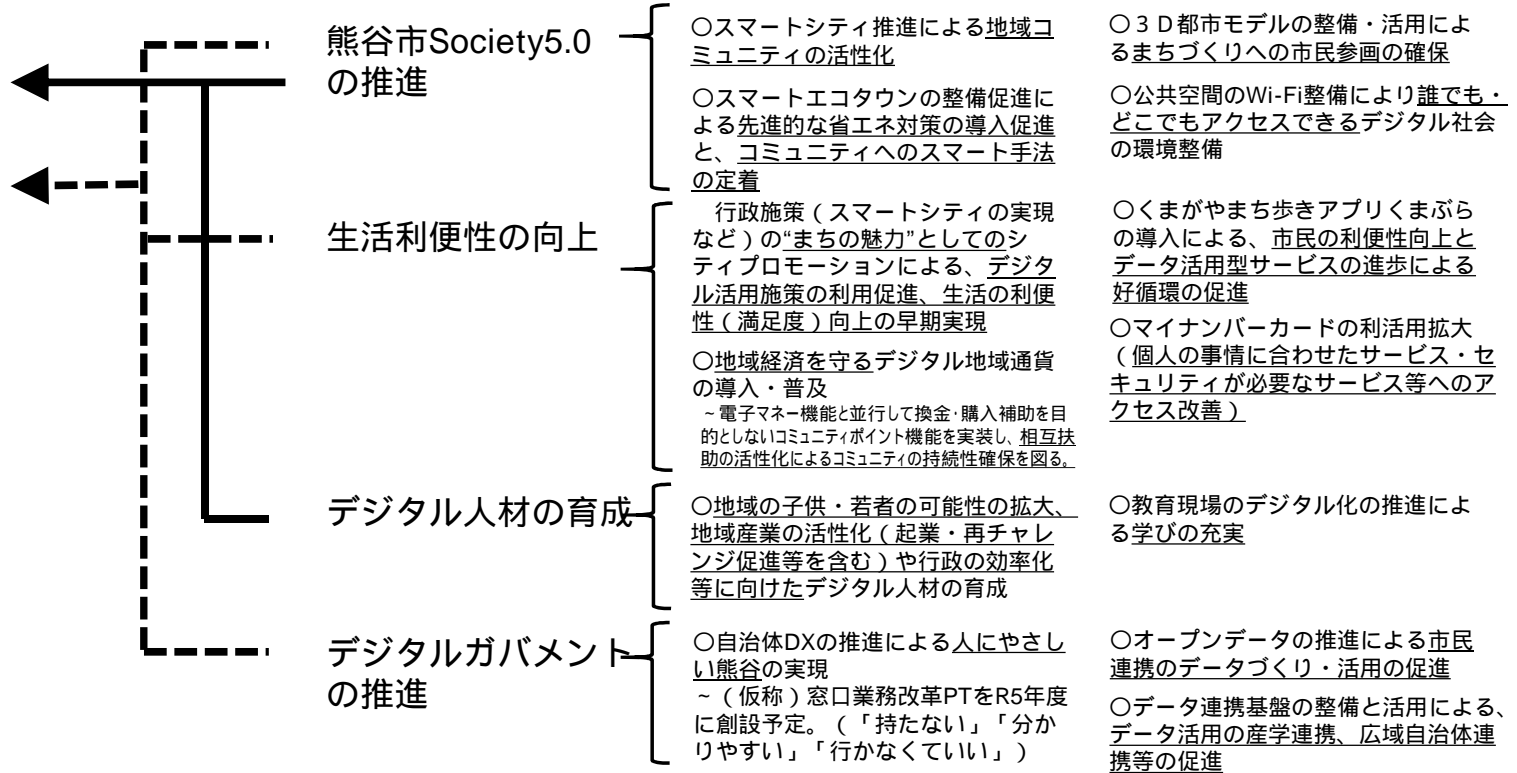 熊谷市Society5.0
の推進
〇スマートシティ推進による地域コ
ミュニティの活性化
〇スマートエコタウンの整備促進に
よる先進的な省エネ対策の導入促進
と、コミュニティへのスマート手法
の定着
〇３Ｄ都市モデルの整備・活用によ
るまちづくりへの市民参画の確保
〇公共空間のWi-Fi整備により誰でも・
どこでもアクセスできるデジタル社会
の環境整備
生活利便性の向上
行政施策（スマートシティの実現
など）の“まちの魅力”としてのシ
ティプロモーションによる、デジタ
ル活用施策の利用促進、生活の利便
性（満足度）向上の早期実現
〇地域経済を守るデジタル地域通貨
の導入・普及
～電子マネー機能と並行して換金･購入補助を目
的としないコミュニティポイント機能を実装し、相互扶
助の活性化によるコミュニティの持続性確保を図る。
〇くまがやまち歩きアプリくまぶら
の導入による、市民の利便性向上と
データ活用型サービスの進歩による
好循環の促進
〇マイナンバーカードの利活用拡大
（個人の事情に合わせたサービス・セ
キュリティが必要なサービス等へのア
クセス改善）
デジタル人材の育成
〇地域の子供・若者の可能性の拡大、
地域産業の活性化（起業・再チャレ
ンジ促進等を含む）や行政の効率化
等に向けたデジタル人材の育成
〇教育現場のデジタル化の推進によ
る学びの充実
デジタルガバメント
の推進
〇自治体DXの推進による人にやさし
い熊谷の実現
～（仮称）窓口業務改革PTをR5年度
に創設予定。（「持たない」「分か
りやすい」「行かなくていい」）
〇オープンデータの推進による市民
連携のデータづくり・活用の促進
〇データ連携基盤の整備と活用による、
データ活用の産学連携、広域自治体連
携等の促進